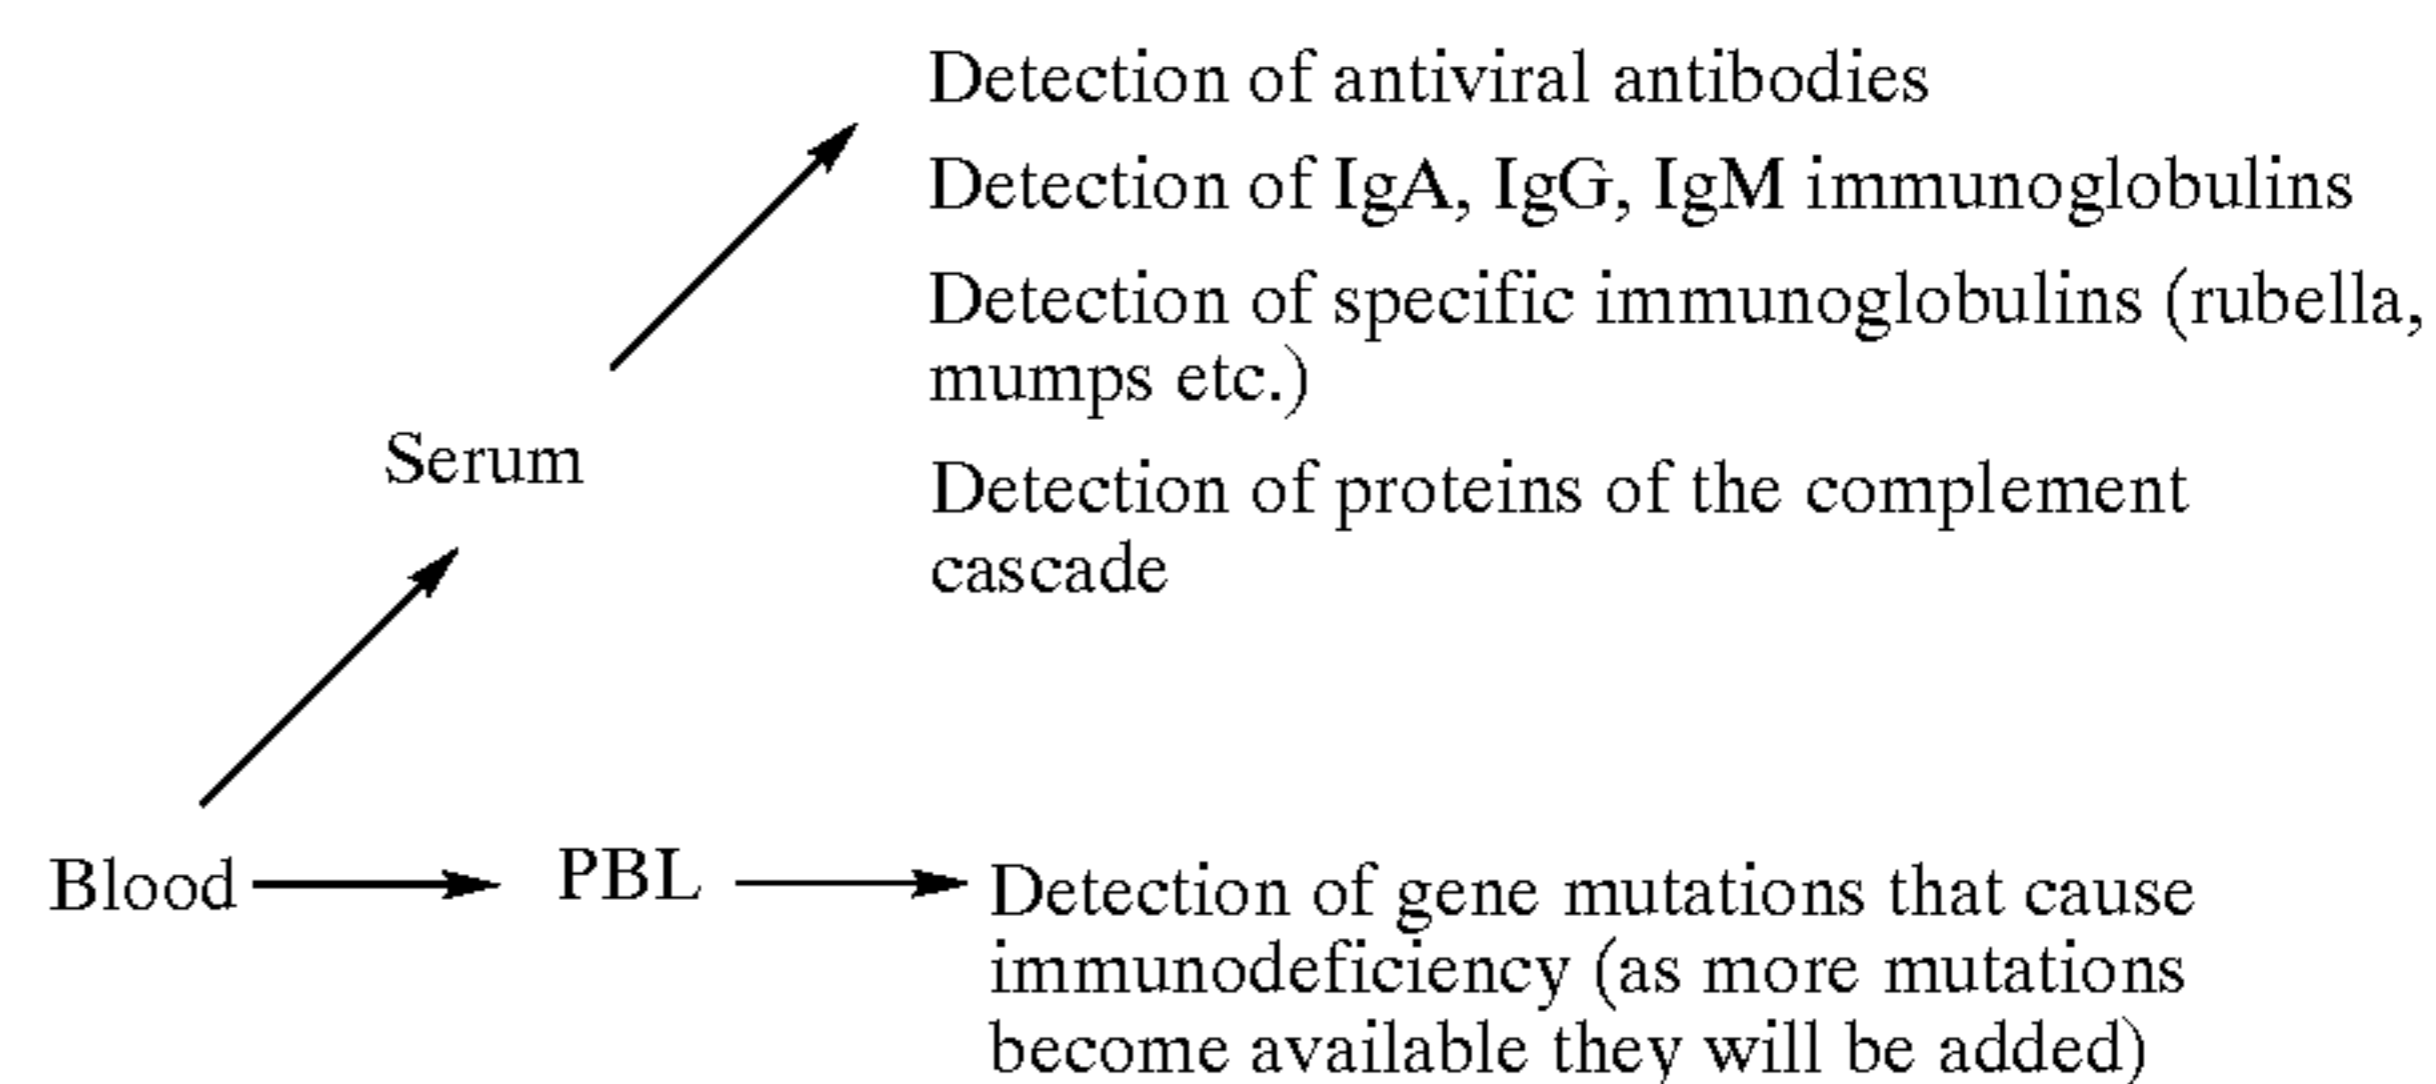 Detection of antiviral antibodies
Detection of IgA, IgG, IgM immunoglobulins
Detection of specific immunoglobulins (rubella,
mumps etc.)
Serum
Detection of proteins of the complement
cascade
Blood
PBL
Detection of gene mutations that cause
immunodeficiency (as more mutations
become available they will be added)